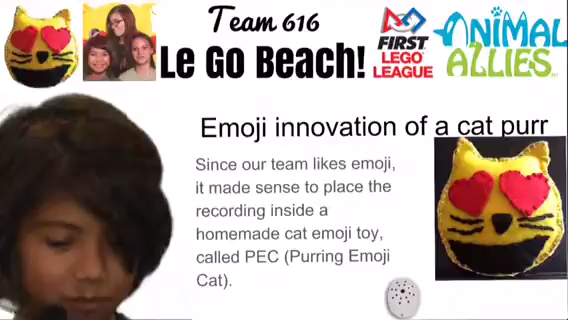 Team 616
Le Go Beach!
FIRST
LEGO
LEAGUE
ANIMAL
ALLIES
Emoji innovation of a cat purr
Since our team likes emoji,
it made sense to place the
recording inside a
homemade cat emoji toy,
called PEC (Purring Emoji
Cat).